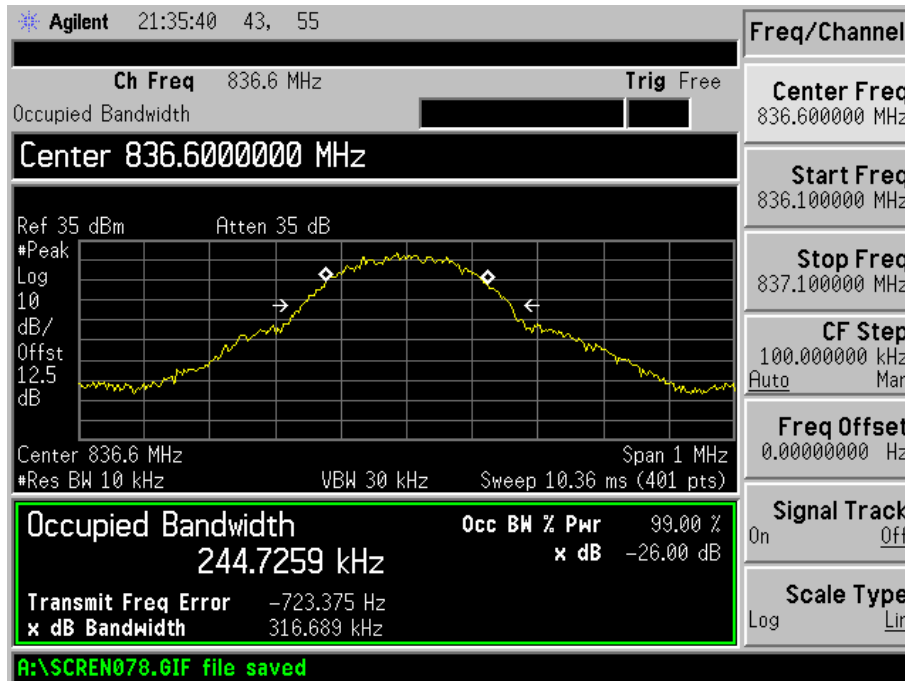 Agilent 21:35:40 43, 55
Ch Freq 836.6 MHz Trig Free
Occupied Bandwidth
Center 836.6000000 MHz
Ref 35 dBm Atten 35 dB
#Peak
Log
10
dB/
Offst
12.5
dB
Center 836.6 MHz Span 1 MHz
#Res BW 10 kHz VBW 30 kHz Sweep 10.36 ms (401 pts)
Occupied Bandwidth
244.7259 kHz
Occ BW % Pwr 99.00 %
x dB -26.00 dB
Transmit Freq Error -723.375 Hz
x dB Bandwidth 316.689 kHz
A:\SCREN078.GIF file saved
Freq/Channel
Center Freq
836.600000 MHz
Start Freq
836.100000 MHz
Stop Freq
837.100000 MHz
CF Step
100.000000 kHz
Auto Man
Freq Offset
0.00000000 Hz
Signal Track
On Off
Scale Type
Log Lin